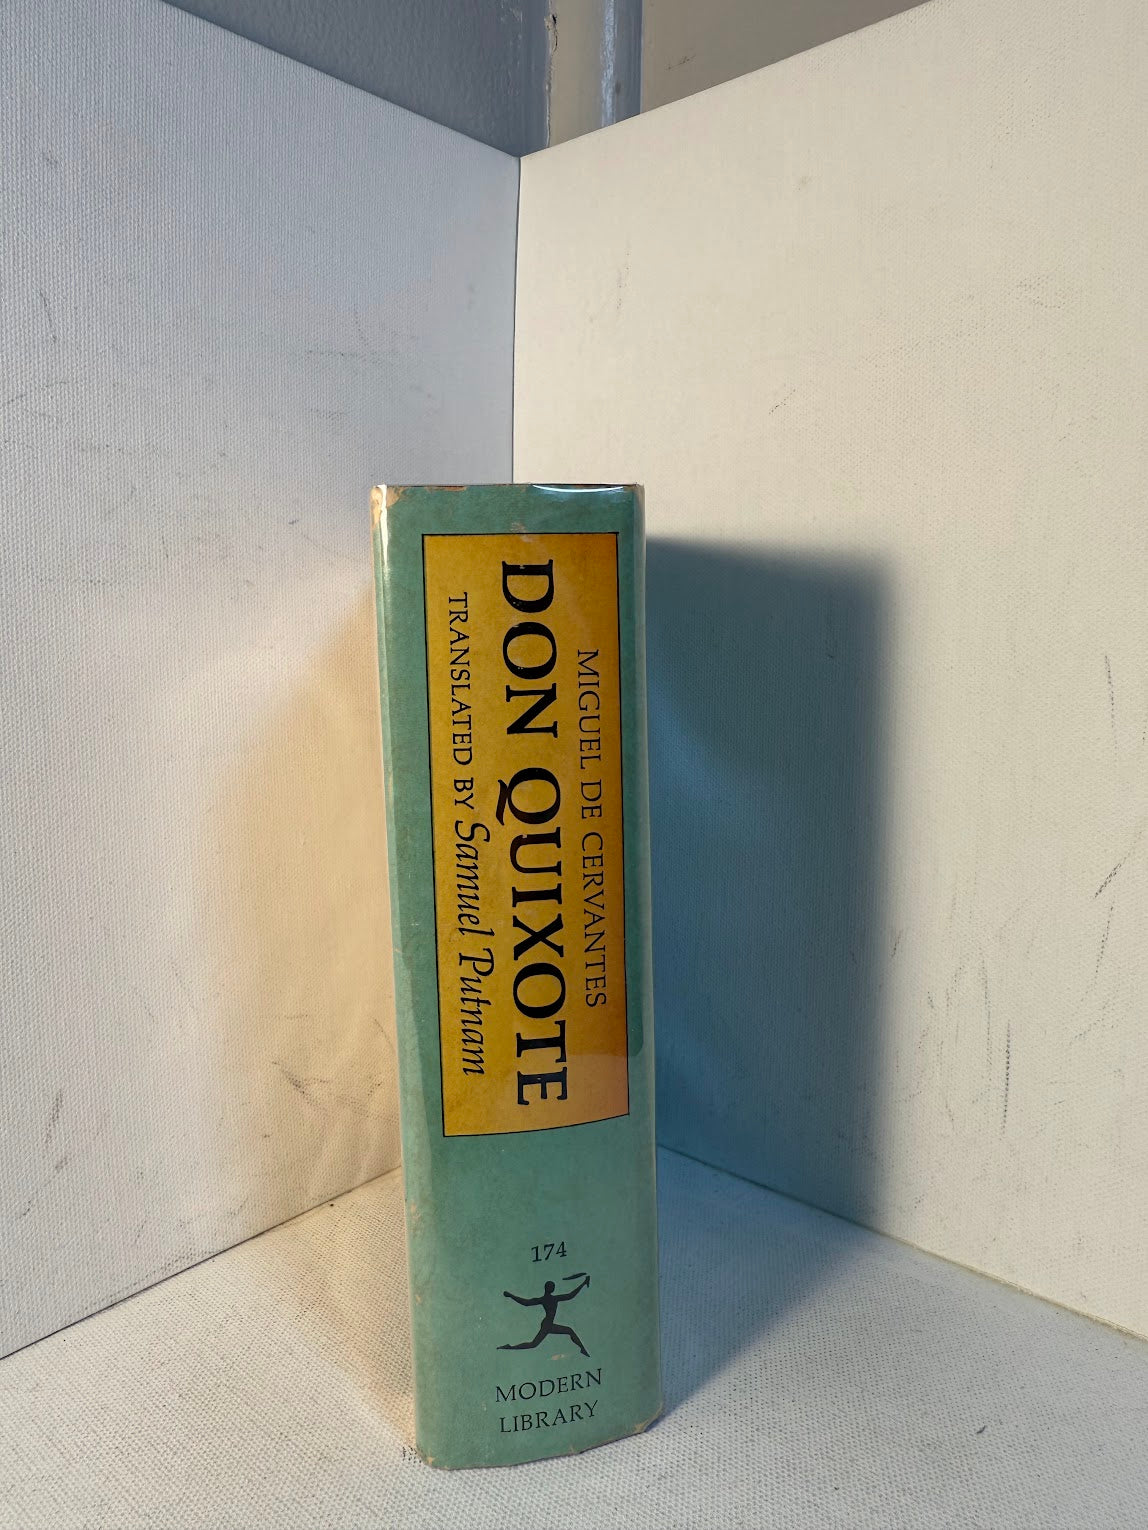 MIGUEL DE CERVANTES
DON QUIXOTE
TRANSLATED BY Samuel Putnam
174
MODERN
LIBRARY